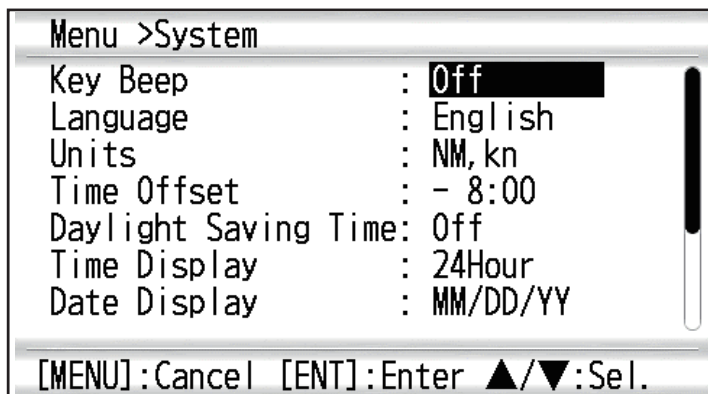 Menu >System
Key Beep : Off
Language : English
Units : NM,kn
Time Offset : - 8:00
Daylight Saving Time: Off
Time Display : 24Hour
Date Display : MM/DD/YY
[MENU]:Cancel [ENT]:Enter ▲/▼:Sel.